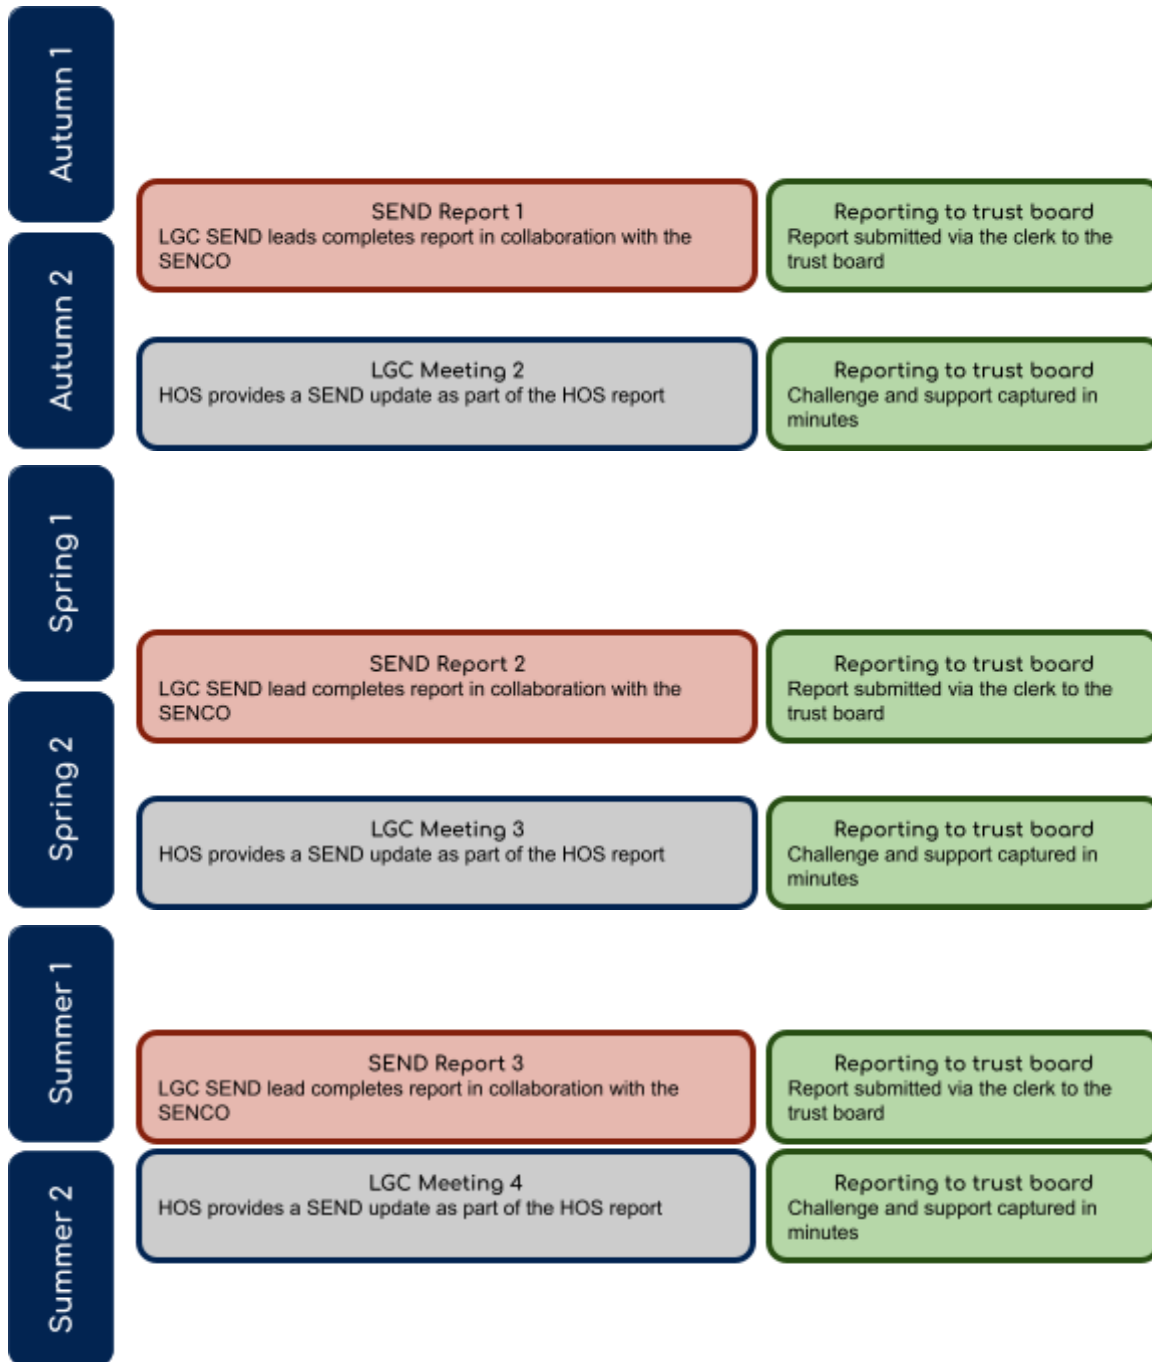 Autumn 1
SEND Report 1
LGC SEND leads completes report in collaboration with the
SENCO
Reporting to trust board
Report submitted via the clerk to the
trust board
Autumn 2
LGC Meeting 2
HOS provides a SEND update as part of the HOS report
Reporting to trust board
Challenge and support captured in
minutes
Spring 1
SEND Report 2
LGC SEND lead completes report in collaboration with the
SENCO
Reporting to trust board
Report submitted via the clerk to the
trust board
Spring 2
LGC Meeting 3
HOS provides a SEND update as part of the HOS report
Reporting to trust board
Challenge and support captured in
minutes
Summer 1
SEND Report 3
LGC SEND lead completes report in collaboration with the
SENCO
Reporting to trust board
Report submitted via the clerk to the
trust board
Summer 2
LGC Meeting 4
HOS provides a SEND update as part of the HOS report
Reporting to trust board
Challenge and support captured in
minutes